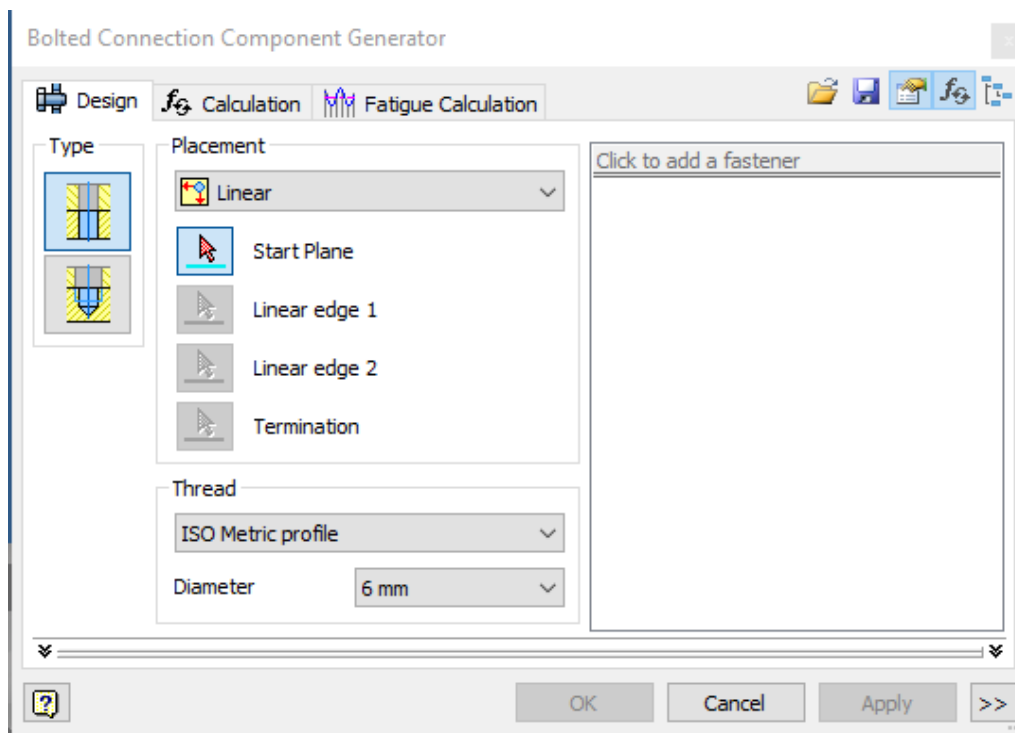 Bolted Connection Component Generator
x
Design
Calculation
Fatigue Calculation
Type
Placement
Linear
Start Plane
Linear edge 1
Linear edge 2
Termination
Thread
ISO Metric profile
Diameter
6 mm
Click to add a fastener
?
OK
Cancel
Apply
>>